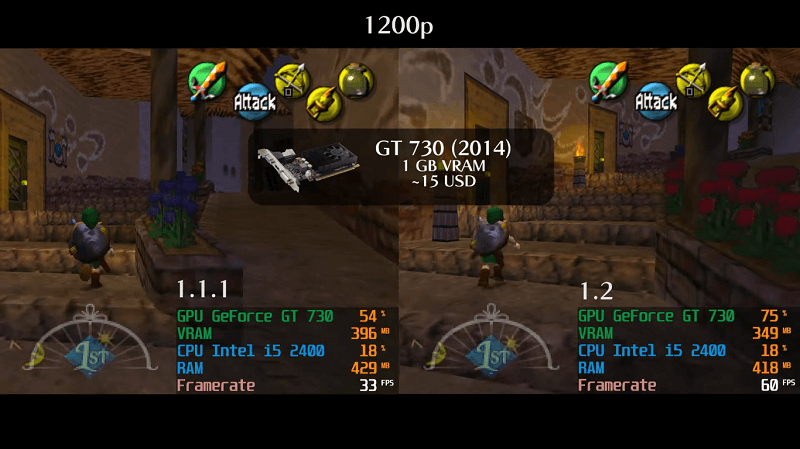 1200p
Attack
Attack
GT 730 (2014)
1 GB VRAM
~15 USD
1.1.1
GPU GeForce GT 730 54 %
VRAM 396 MB
CPU Intel i5 2400 18 %
RAM 429 MB
Framerate 33 FPS
1ST
1.2
GPU GeForce GT 730 75 %
VRAM 349 MB
CPU Intel i5 2400 18 %
RAM 418 MB
Framerate 60 FPS
1ST